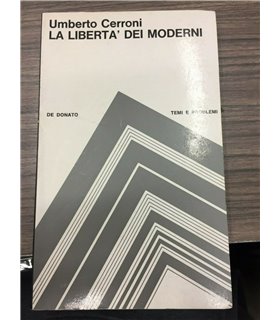 Umberto Cerroni
LA LIBERTA' DEI MODERNI
DE DONATO
TEMI E PROBLEMI